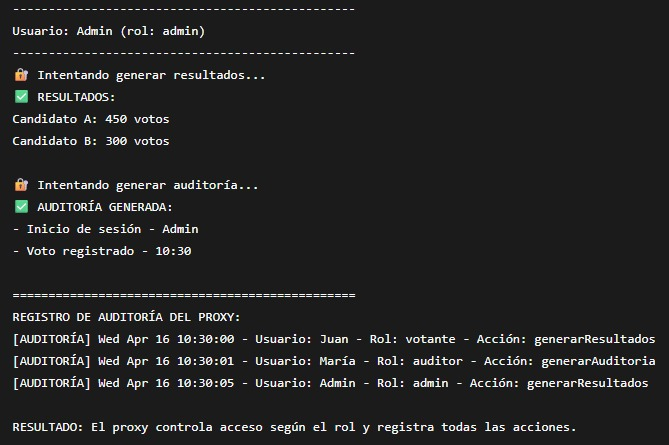 ------------------------------------------------
Usuario: Admin (rol: admin)
------------------------------------------------
🔐 Intentando generar resultados...
✅ RESULTADOS:
Candidato A: 450 votos
Candidato B: 300 votos
🔐 Intentando generar auditoría...
✅ AUDITORÍA GENERADA:
- Inicio de sesión - Admin
- Voto registrado - 10:30
================================================
REGISTRO DE AUDITORÍA DEL PROXY:
[AUDITORÍA] Wed Apr 16 10:30:00 - Usuario: Juan - Rol: votante - Acción: generarResultados
[AUDITORÍA] Wed Apr 16 10:30:01 - Usuario: María - Rol: auditor - Acción: generarAuditoria
[AUDITORÍA] Wed Apr 16 10:30:05 - Usuario: Admin - Rol: admin - Acción: generarResultados
RESULTADO: El proxy controla acceso según el rol y registra todas las acciones.